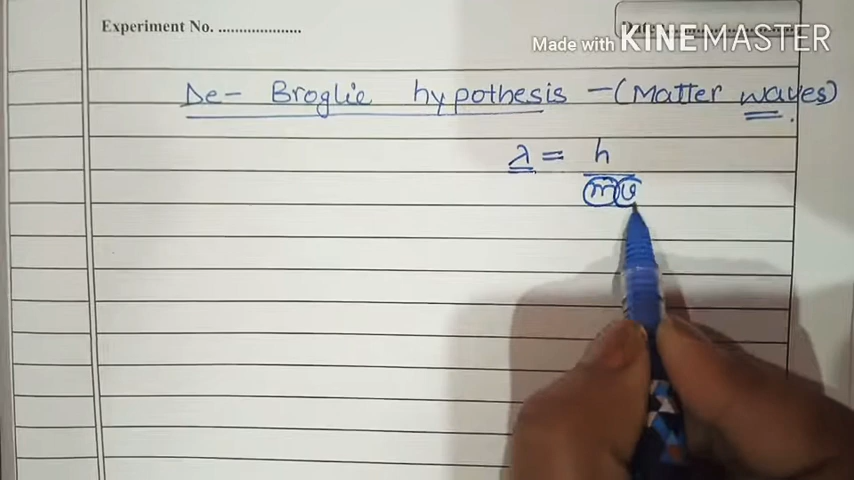 Experiment No. ....................
Made with KINEMASTER
De- Broglie hypothesis -(Matter waves)
λ = h
mv